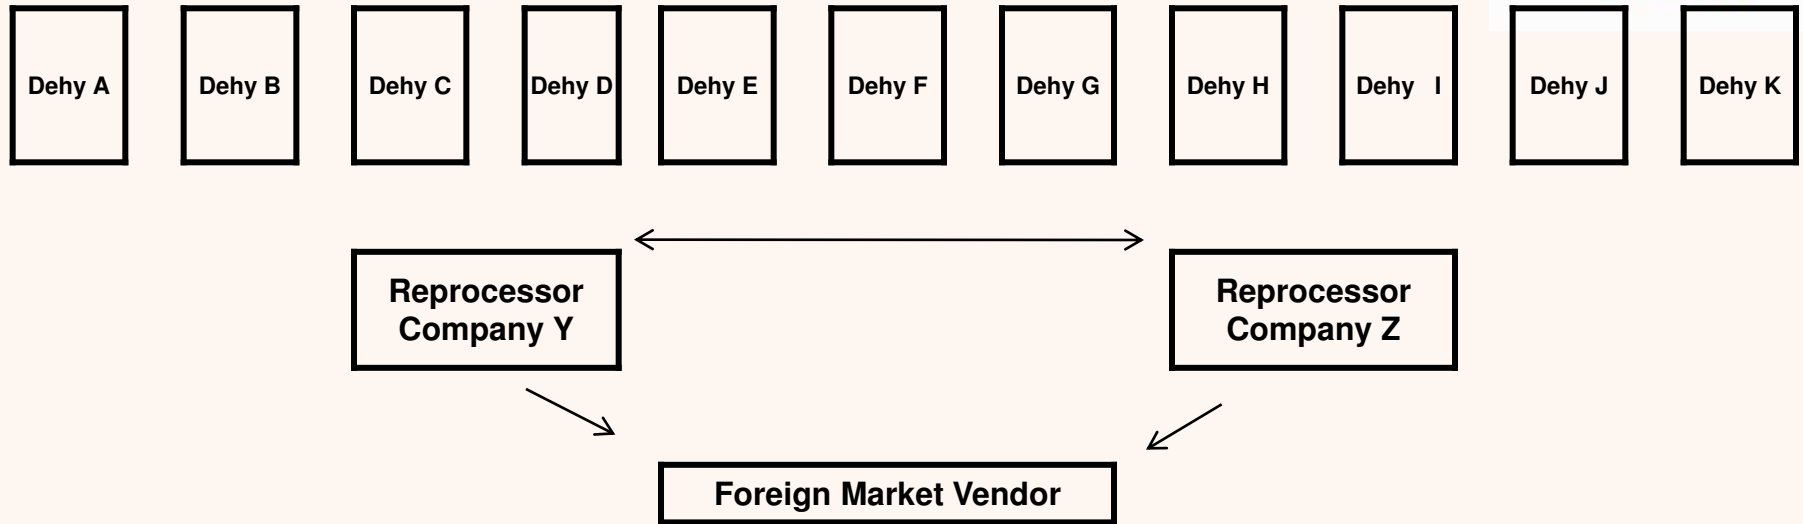 Dehy A
Dehy B
Dehy C
Dehy D
Dehy E
Dehy F
Dehy G
Dehy H
Dehy I
Dehy J
Dehy K
Reprocessor
Company Y
Reprocessor
Company Z
Foreign Market Vendor